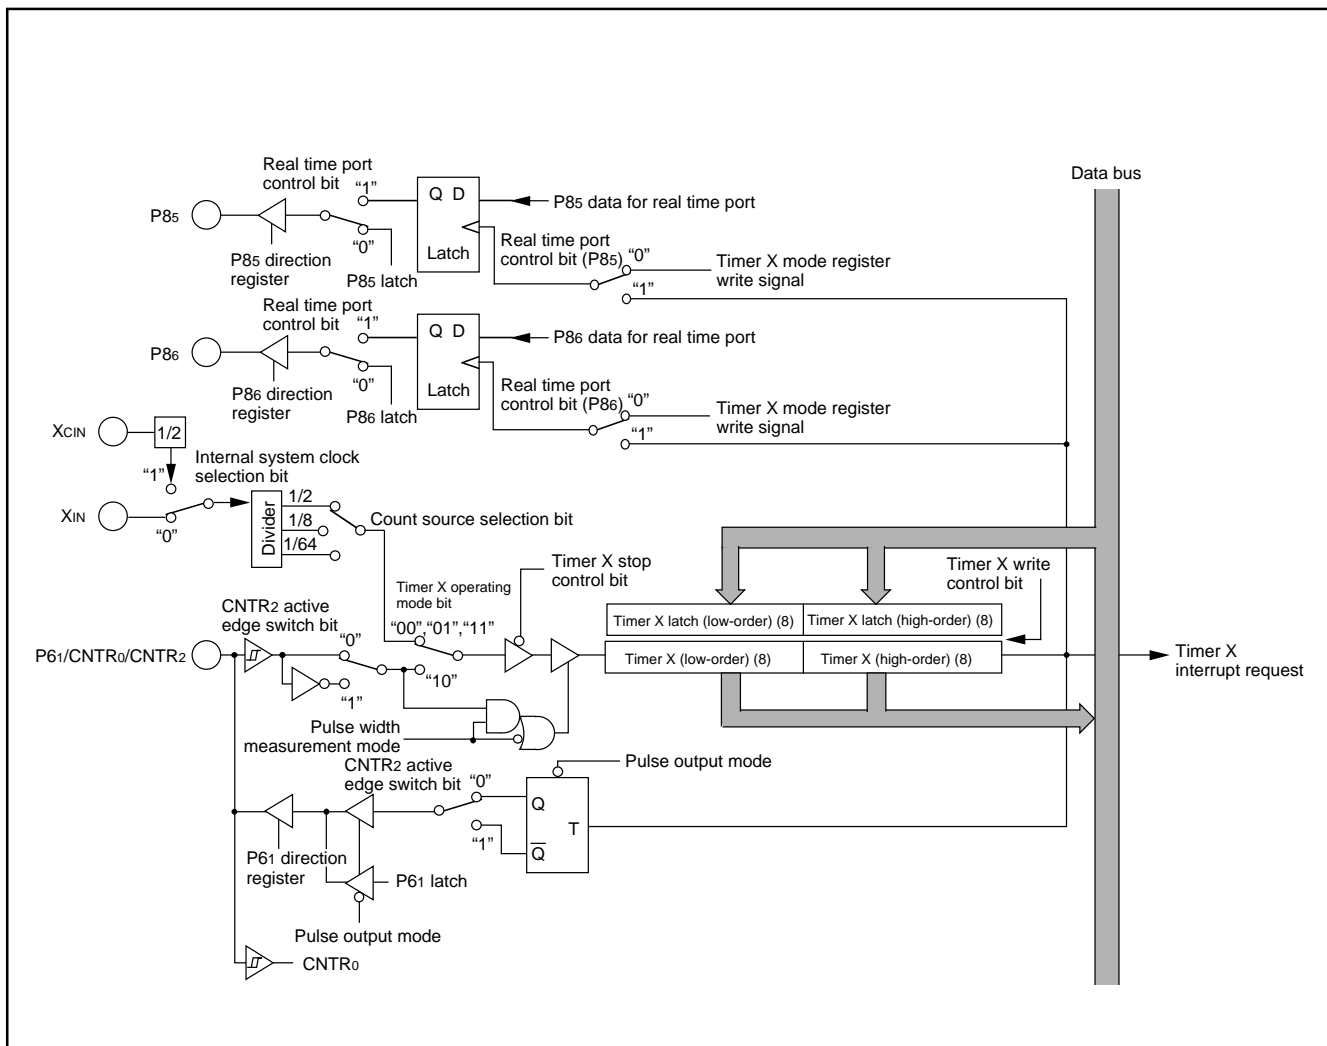 Data bus
Real time port
control bit
“1”
Q D
P85 data for real time port
P85
“0”
Latch
P85 direction
register
P85 latch
Real time port
control bit (P85)
“0”
“1”
Timer X mode register
write signal
Real time port
control bit
“1”
Q D
P86 data for real time port
P86
“0”
Latch
P86 direction
register
P86 latch
Real time port
control bit (P86)
“0”
“1”
Timer X mode register
write signal
XCIN
1/2
“1”
Internal system clock
selection bit
XIN
“0”
Divider
1/2
1/8
1/64
Count source selection bit
Timer X stop
control bit
Timer X write
control bit
Timer X operating
mode bit
“00”,“01”,“11”
“10”
Timer X latch (low-order) (8)
Timer X latch (high-order) (8)
Timer X (low-order) (8)
Timer X (high-order) (8)
Timer X
interrupt request
CNTR2 active
edge switch bit
“0”
P61/CNTR0/CNTR2
“1”
Pulse width
measurement mode
CNTR2 active
edge switch bit
“0”
“1”
Pulse output mode
Q
T
Q̅
P61 direction
register
P61 latch
Pulse output mode
CNTR0